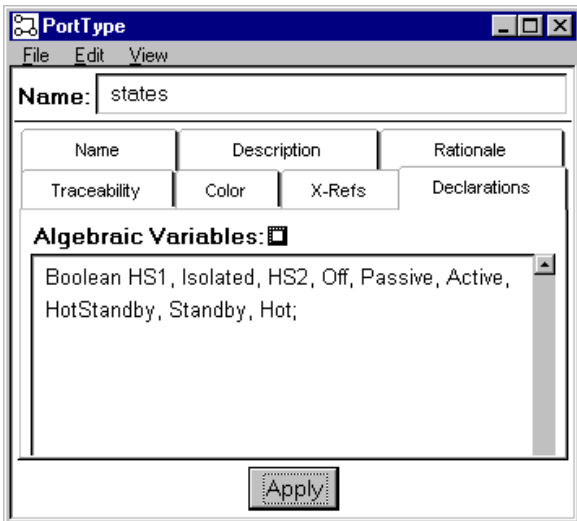 PortType
File Edit View
Name: states
Name Description Rationale
Traceability Color X-Refs Declarations
Algebraic Variables:
Boolean HS1, Isolated, HS2, Off, Passive, Active,
HotStandby, Standby, Hot;
Apply